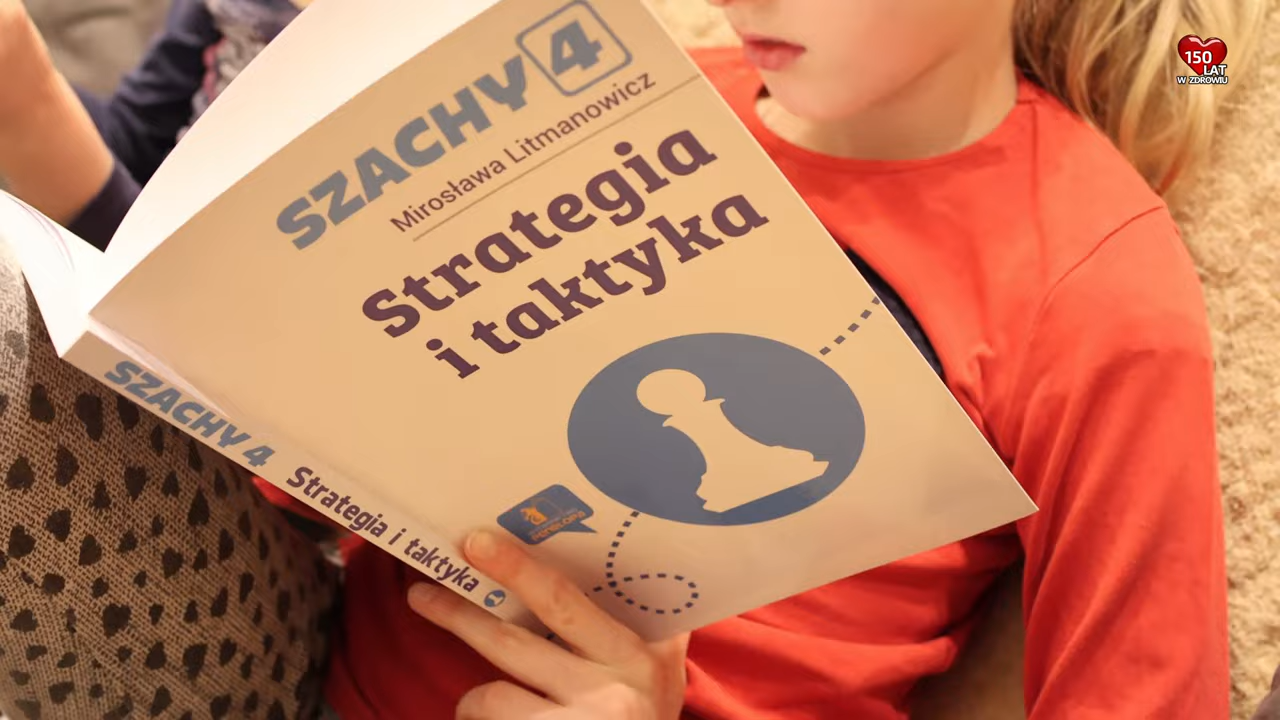 SZACHY 4
Mirosława Litmanowicz
Strategia
i taktyka
SZACHY 4 Strategia i taktyka
150
LAT
W ZDROWIU